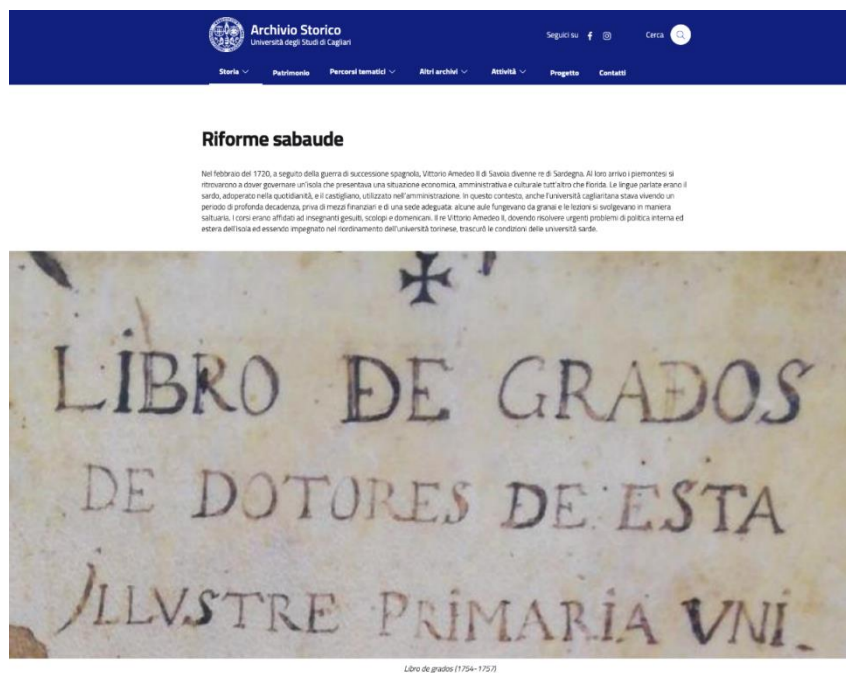 Archivio Storico
Università degli Studi di Cagliari
Seguici su
Cerca
Storia
Patrimonio
Percorsi tematici
Altri archivi
Attività
Progetto
Contatti
Riforme sabaude
Nel febbraio del 1720, a seguito della guerra di successione spagnola, Vittorio Amedeo II di Savoia divenne re di Sardegna. Al loro arrivo i piemontesi si
ritrovarono a dover governare un'isola che presentava una situazione economica, amministrativa e culturale tutt'altro che florida. Le lingue parlate erano il
sardo, adoperato nella quotidianità, e il castigliano, utilizzato nell'amministrazione. In questo contesto, anche l'università cagliaritana stava vivendo un
periodo di profonda decadenza, priva di mezzi finanziari e di una sede adeguata: alcune aule fungevano da granai e le lezioni si svolgevano in maniera
saltuaria. I corsi erano affidati ad insegnanti gesuiti, scolopi e domenicani. Il re Vittorio Amedeo II, dovendo risolvere urgenti problemi di politica interna ed
estera dell'isola ed essendo impegnato nel riordinamento dell'università torinese, trascurò le condizioni delle università sarde.
LIBRO DE GRADOS
DE DOTORES DE ESTA
ILLVSTRE PRIMARIA VNI.
Libro de grados (1754-1757)